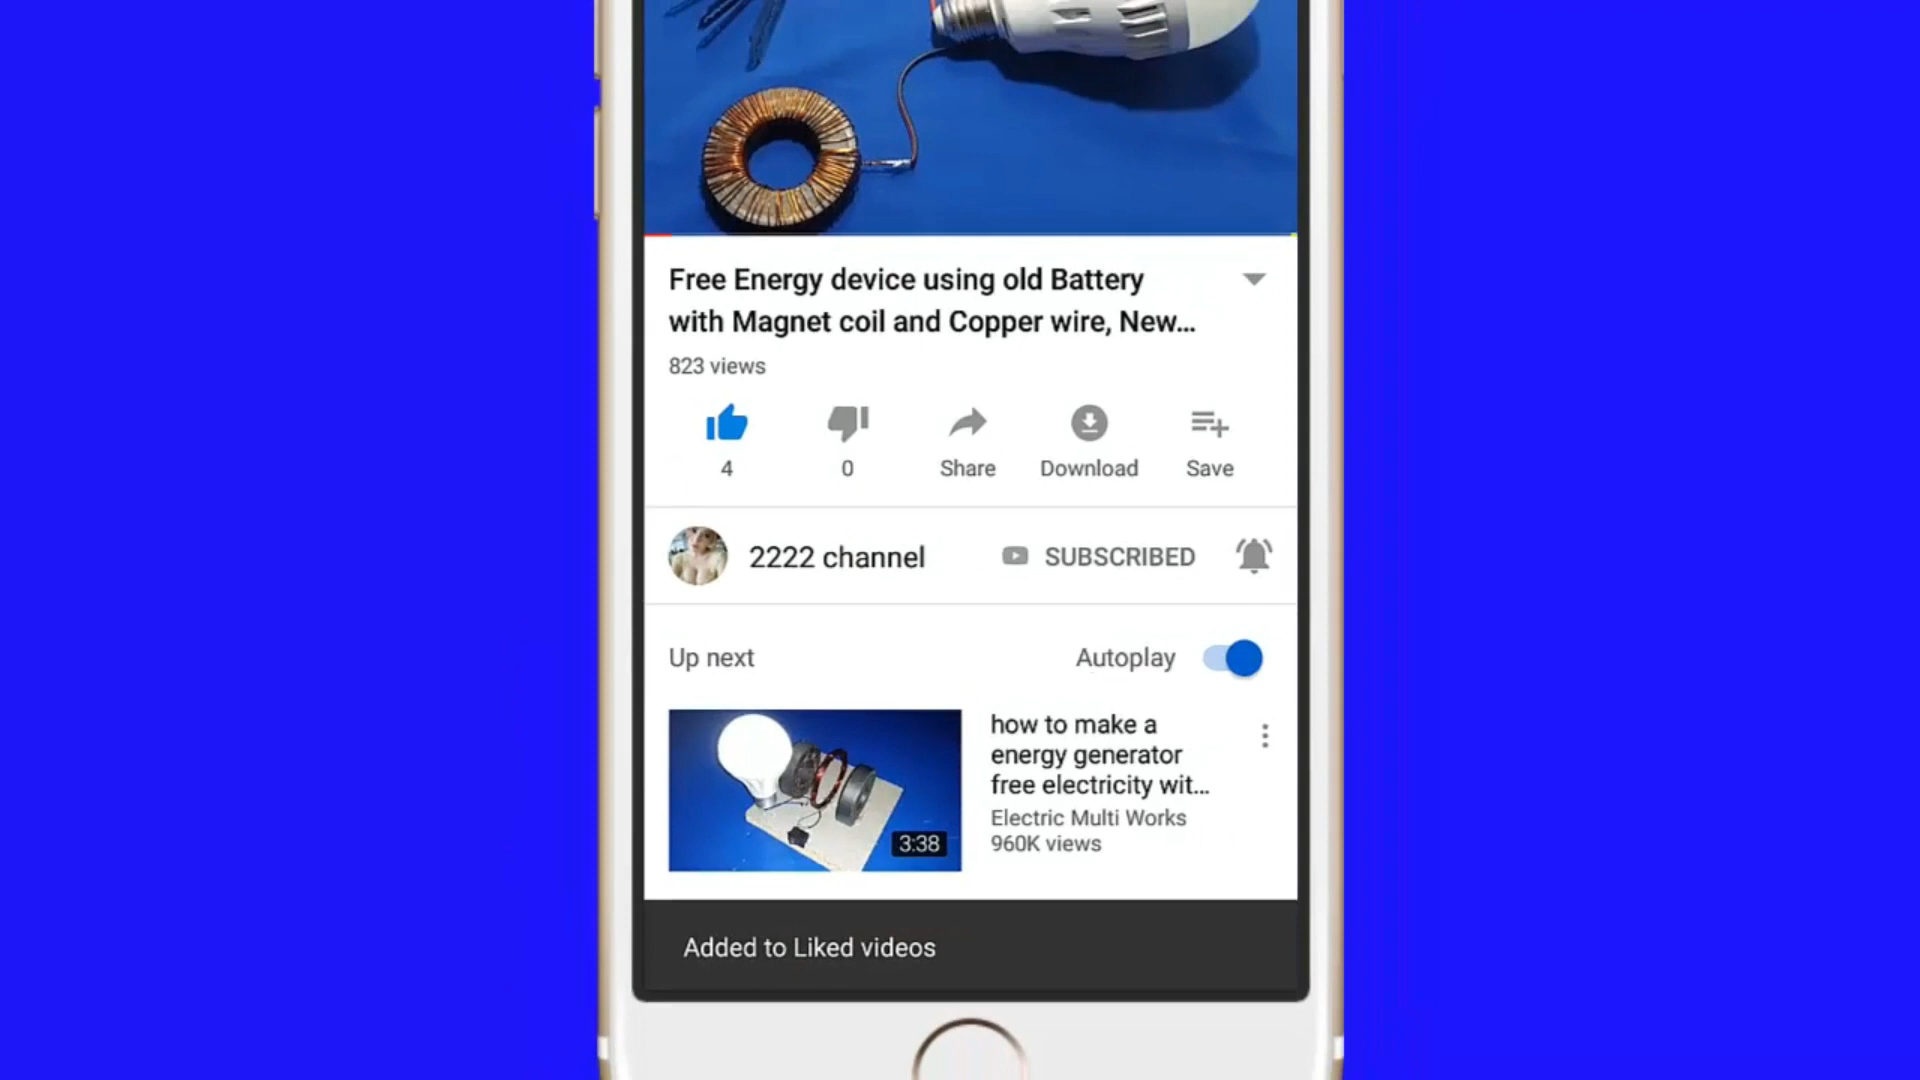 Free Energy device using old Battery
with Magnet coil and Copper wire, New...
823 views
4
0
Share
Download
Save
2222 channel
SUBSCRIBED
Up next
Autoplay
3:38
how to make a
energy generator
free electricity wit...
Electric Multi Works
960K views
Added to Liked videos